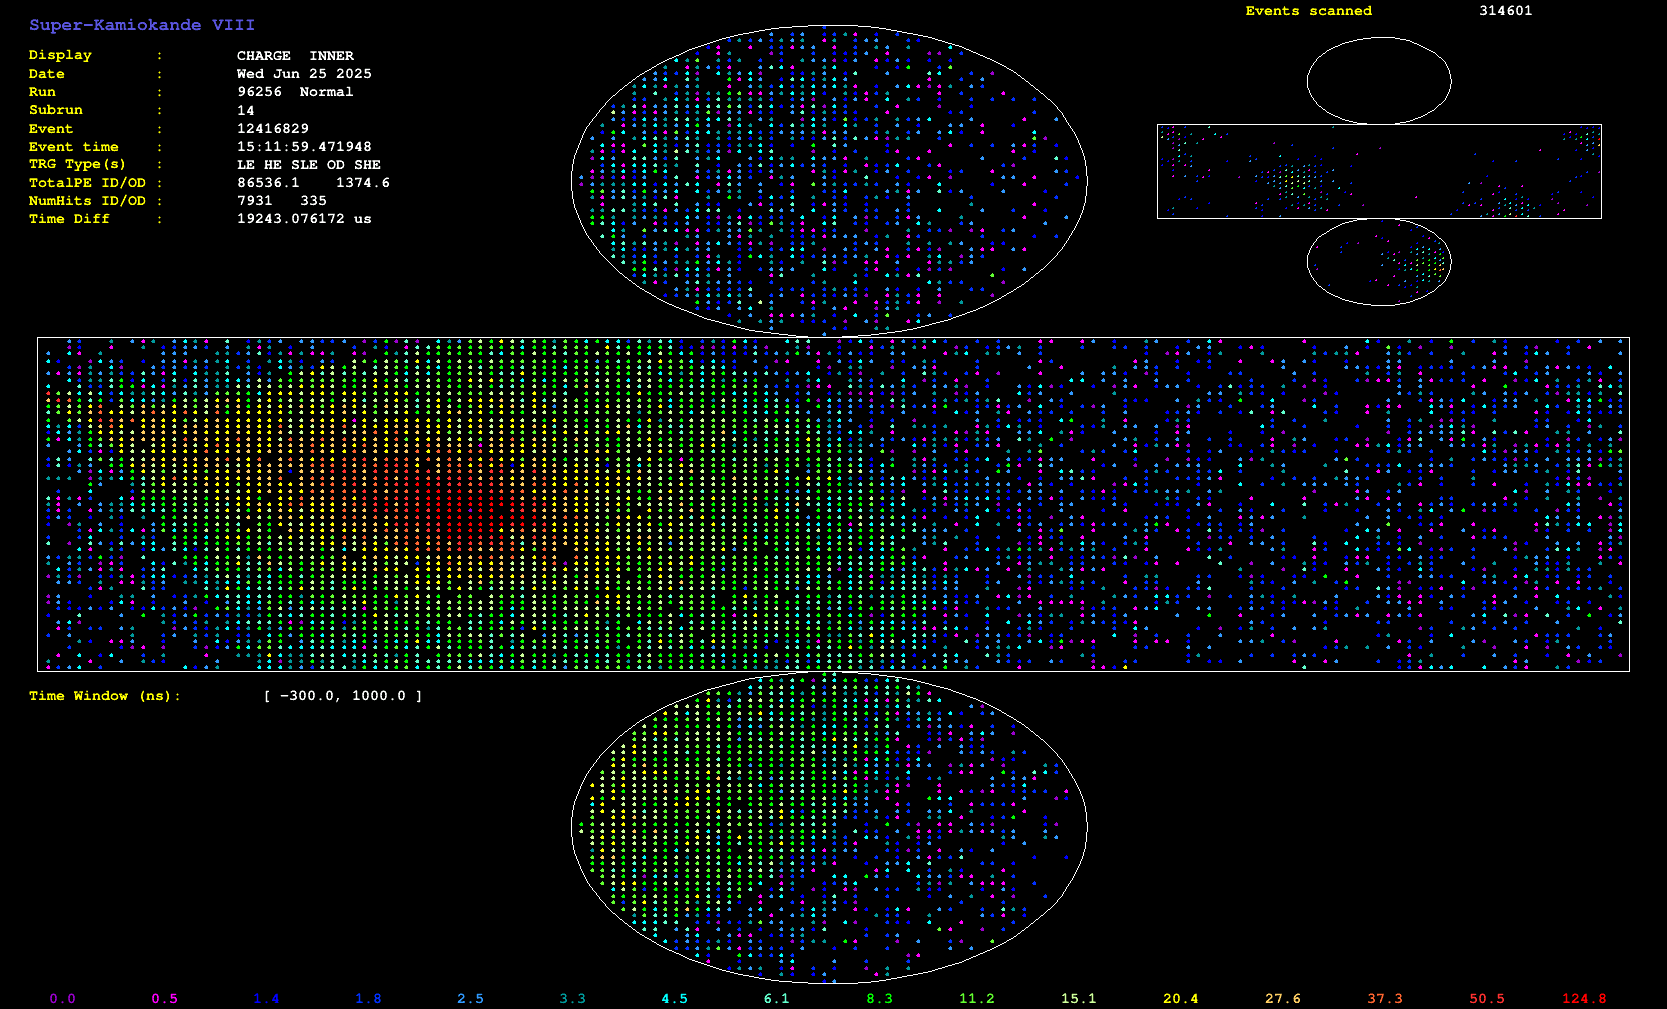 Super-Kamiokande VIII
Events scanned 314601
Display : CHARGE INNER
Date : Wed Jun 25 2025
Run : 96256 Normal
Subrun : 14
Event : 12416829
Event time : 15:11:59.471948
TRG Type(s) : LE HE SLE OD SHE
TotalPE ID/OD : 86536.1 1374.6
NumHits ID/OD : 7931 335
Time Diff : 19243.076172 us
Time Window (ns): [ -300.0, 1000.0 ]
0.0 0.5 1.4 1.8 2.5 3.3 4.5 6.1 8.3 11.2 15.1 20.4 27.6 37.3 50.5 124.8